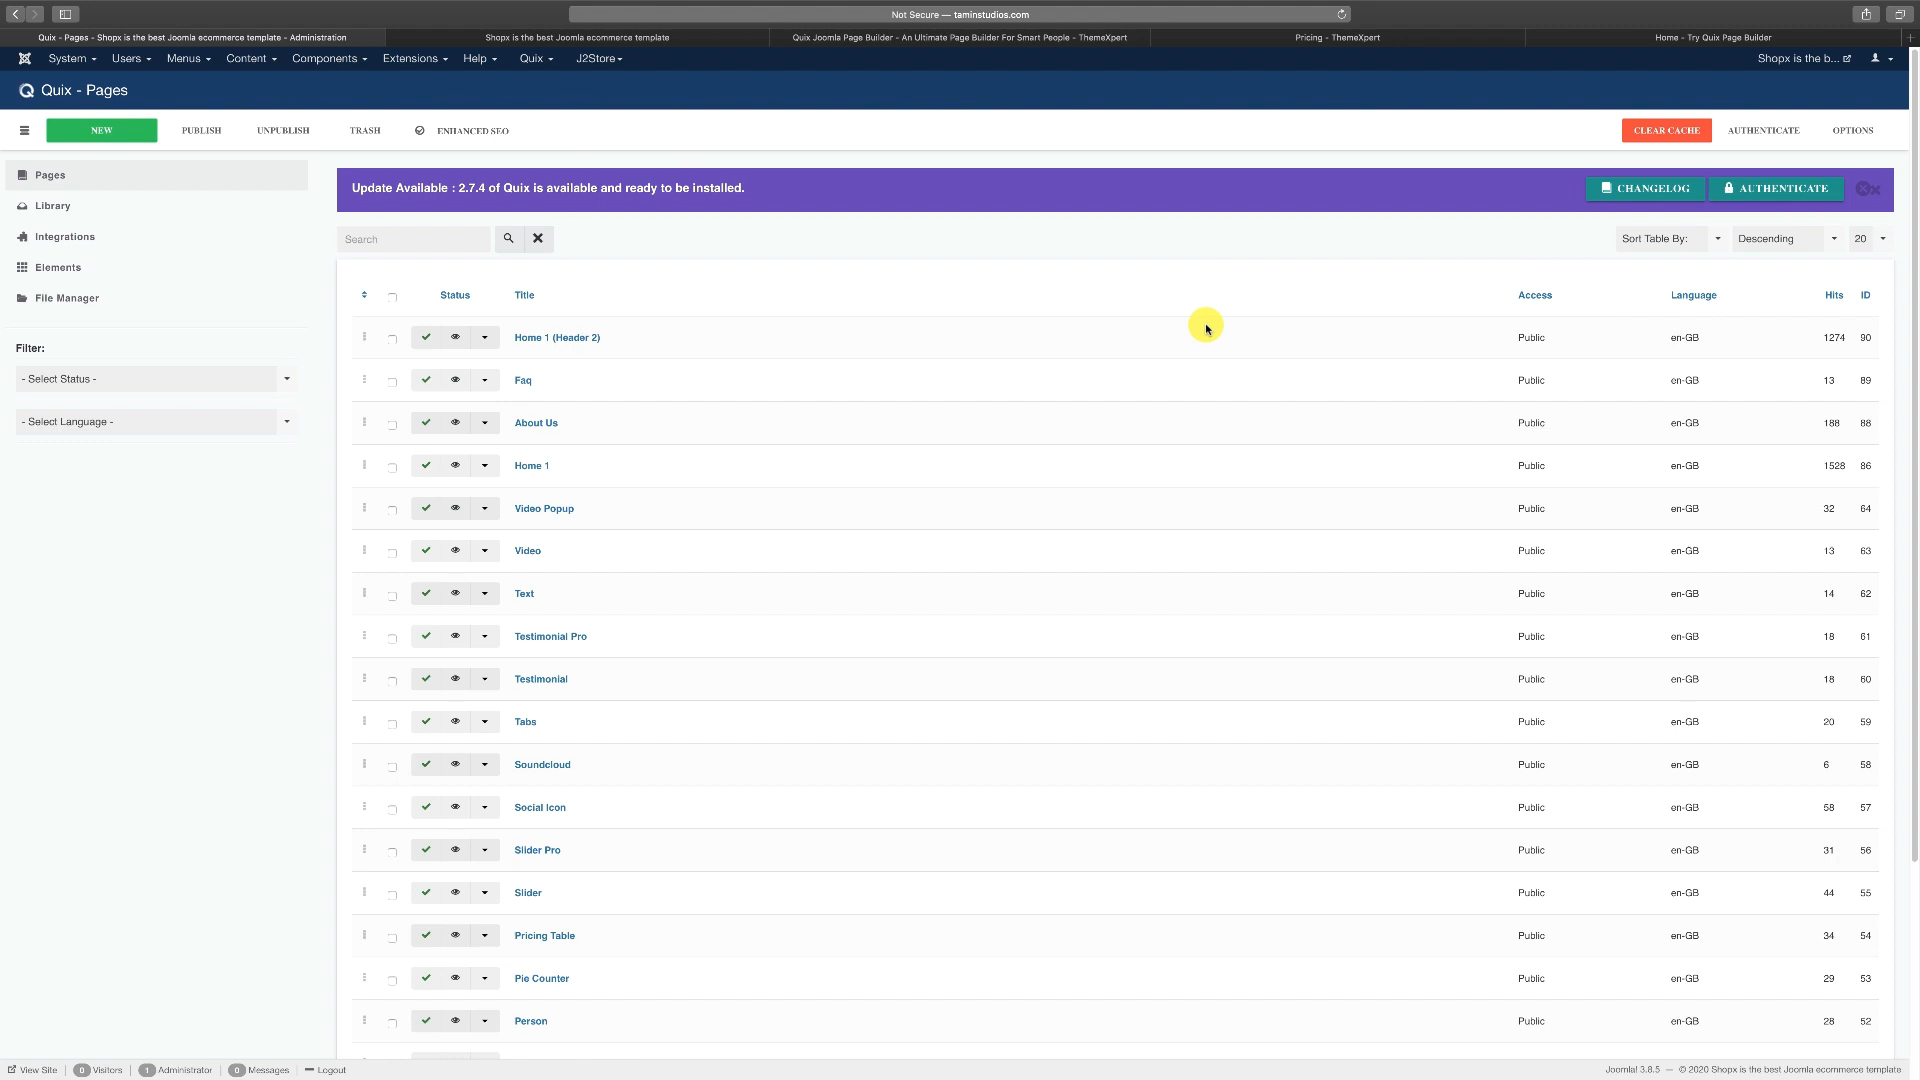 Not Secure — taminstudios.com
Quix - Pages - Shopx is the best Joomla ecommerce template - Administration
Shopx is the best Joomla ecommerce template
Quix Joomla Page Builder - An Ultimate Page Builder For Smart People - ThemeXpert
Pricing - ThemeXpert
Home - Try Quix Page Builder
System Users Menus Content Components Extensions Help Quix J2Store
Shopx is the b...
Quix - Pages
NEW PUBLISH UNPUBLISH TRASH ENHANCED SEO
CLEAR CACHE AUTHENTICATE OPTIONS
Pages
Library
Integrations
Elements
File Manager
Filter:
- Select Status -
- Select Language -
Update Available : 2.7.4 of Quix is available and ready to be installed.
CHANGELOG AUTHENTICATE
Search
Sort Table By: Descending 20
Status Title Access Language Hits ID
Home 1 (Header 2) Public en-GB 1274 90
Faq Public en-GB 13 89
About Us Public en-GB 188 88
Home 1 Public en-GB 1528 86
Video Popup Public en-GB 32 64
Video Public en-GB 13 63
Text Public en-GB 14 62
Testimonial Pro Public en-GB 18 61
Testimonial Public en-GB 18 60
Tabs Public en-GB 20 59
Soundcloud Public en-GB 6 58
Social Icon Public en-GB 58 57
Slider Pro Public en-GB 31 56
Slider Public en-GB 44 55
Pricing Table Public en-GB 34 54
Pie Counter Public en-GB 29 53
Person Public en-GB 28 52
View Site 0 Visitors 1 Administrator 0 Messages Logout
Joomla! 3.8.5 — © 2020 Shopx is the best Joomla ecommerce template